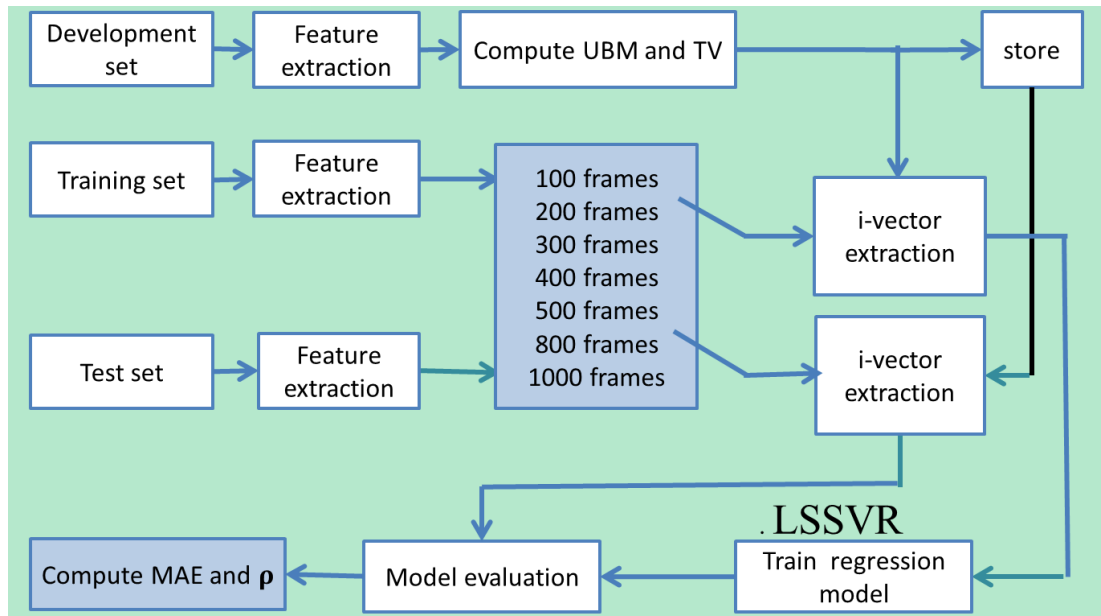 Development
set
Feature
extraction
Compute UBM and TV
store
Training set
Feature
extraction
100 frames
200 frames
300 frames
400 frames
500 frames
800 frames
1000 frames
i-vector
extraction
Test set
Feature
extraction
i-vector
extraction
. LSSVR
Compute MAE and ρ
Model evaluation
Train regression
model